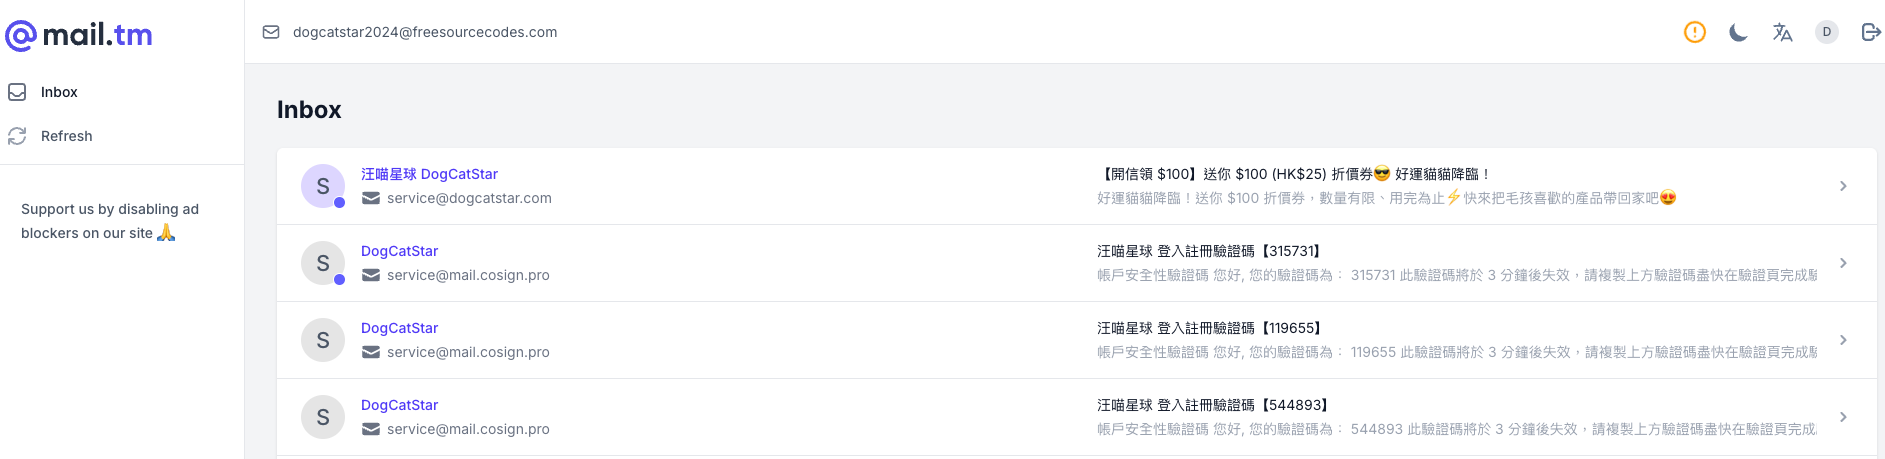 @mail.tm
dogcatstar2024@freesourcecodes.com
D
Inbox
Refresh
Support us by disabling ad
blockers on our site 🙏
Inbox
S
汪喵星球 DogCatStar
service@dogcatstar.com
【開信領 $100】送你 $100 (HK$25) 折價券😎 好運貓貓降臨！
好運貓貓降臨！送你 $100 折價券，數量有限、用完為止⚡快來把毛孩喜歡的產品帶回家吧😍
S
DogCatStar
service@mail.cosign.pro
汪喵星球 登入註冊驗證碼【315731】
帳戶安全性驗證碼 您好, 您的驗證碼為： 315731 此驗證碼將於 3 分鐘後失效，請複製上方驗證碼盡快在驗證頁完成驗
S
DogCatStar
service@mail.cosign.pro
汪喵星球 登入註冊驗證碼【119655】
帳戶安全性驗證碼 您好, 您的驗證碼為： 119655 此驗證碼將於 3 分鐘後失效，請複製上方驗證碼盡快在驗證頁完成驗
S
DogCatStar
service@mail.cosign.pro
汪喵星球 登入註冊驗證碼【544893】
帳戶安全性驗證碼 您好, 您的驗證碼為： 544893 此驗證碼將於 3 分鐘後失效，請複製上方驗證碼盡快在驗證頁完成